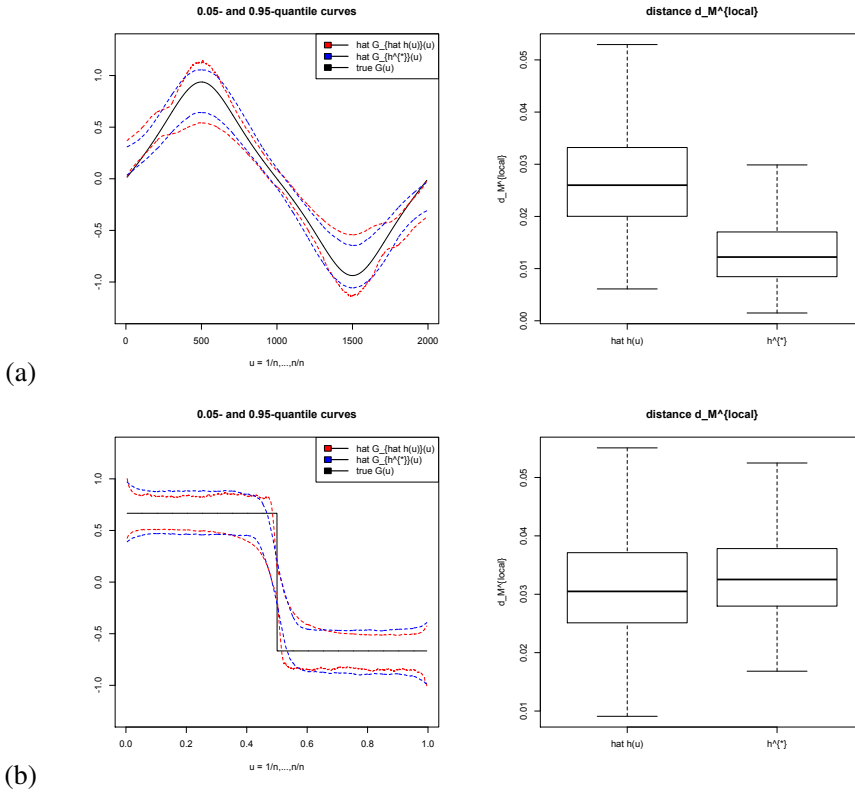 0.05- and 0.95-quantile curves
hat G_{hat h(u)}(u)
hat G_{h^{*}}(u)
true G(u)
1.0
0.5
0.0
-0.5
-1.0
0
500
1000
1500
2000
u = 1/n,...,n/n
distance d_M^{local}
d_M^{local}
0.05
0.04
0.03
0.02
0.01
0.00
hat h(u)
h^{*}
(a)
0.05- and 0.95-quantile curves
hat G_{hat h(u)}(u)
hat G_{h^{*}}(u)
true G(u)
1.0
0.5
0.0
-0.5
-1.0
0.0
0.2
0.4
0.6
0.8
1.0
u = 1/n,...,n/n
distance d_M^{local}
d_M^{local}
0.05
0.04
0.03
0.02
0.01
hat h(u)
h^{*}
(b)